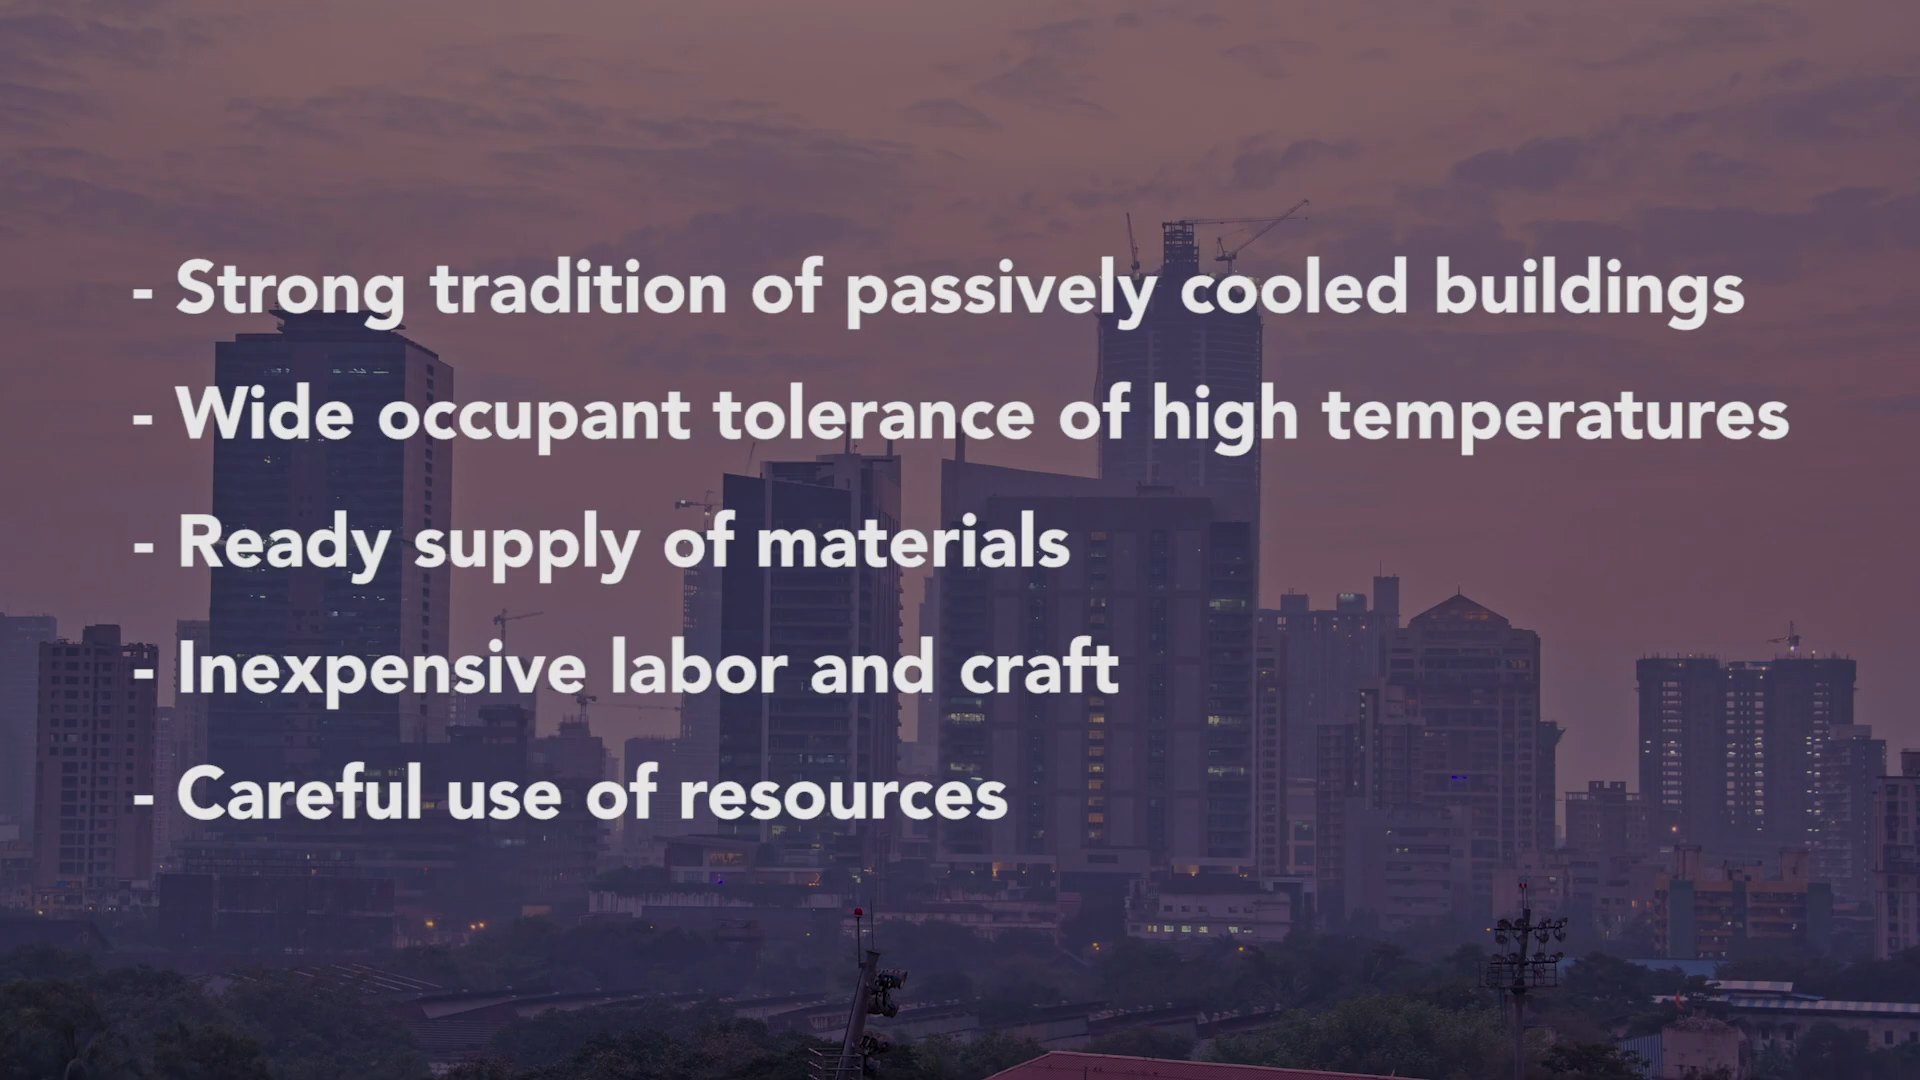 - Strong tradition of passively cooled buildings
- Wide occupant tolerance of high temperatures
- Ready supply of materials
- Inexpensive labor and craft
- Careful use of resources